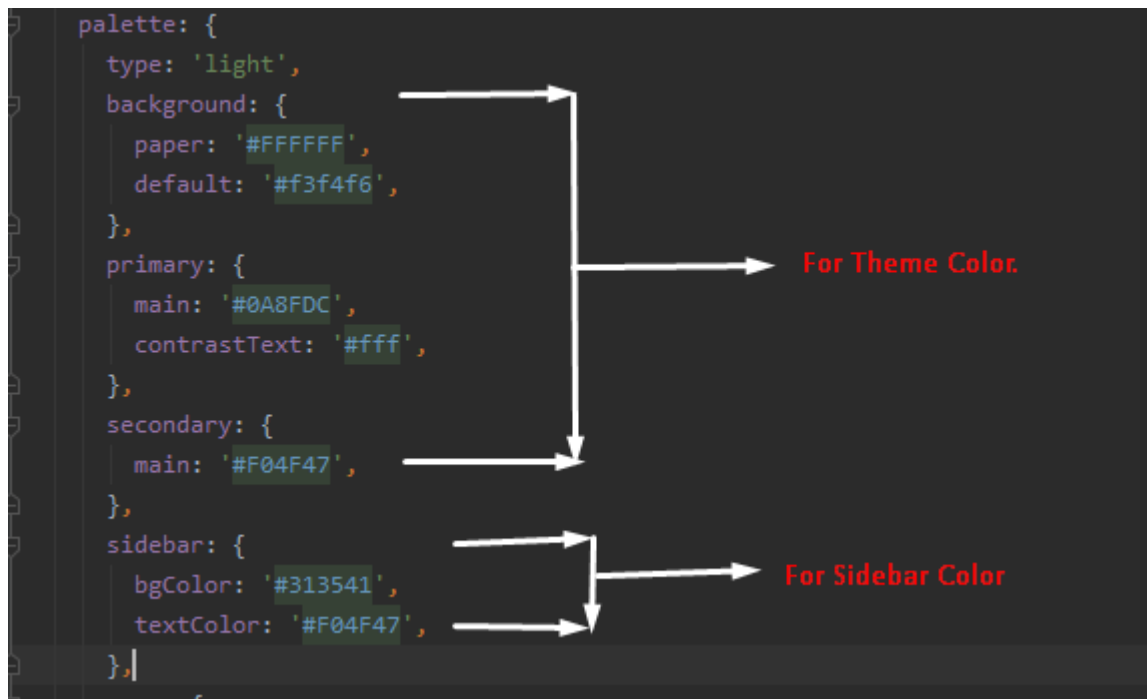 palette: {
type: 'light',
background: {
paper: '#FFFFFF',
default: '#f3f4f6',
},
primary: {
main: '#0A8FDC',
contrastText: '#fff',
},
secondary: {
main: '#F04F47',
},
sidebar: {
bgColor: '#313541',
textColor: '#F04F47',
},
For Theme Color.
For Sidebar Color